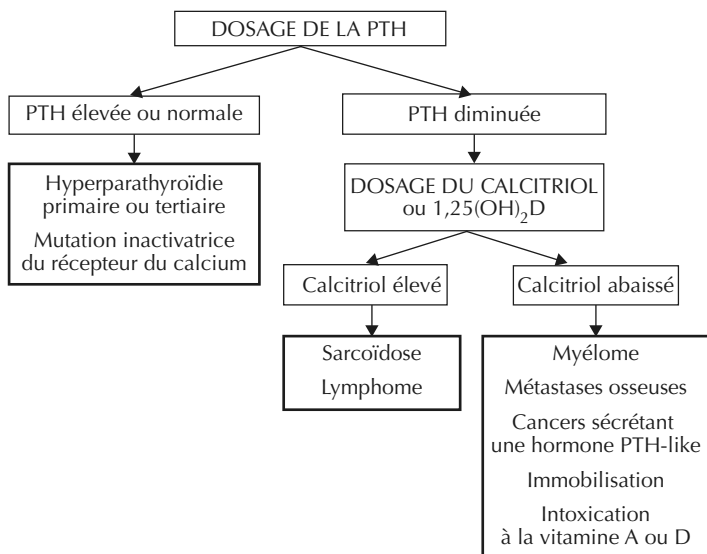 DOSAGE DE LA PTH
PTH élevée ou normale
PTH diminuée
Hyperparathyroïdie
primaire ou tertiaire
Mutation inactivatrice
du récepteur du calcium
DOSAGE DU CALCITRIOL
ou 1,25(OH)₂D
Calcitriol élevé
Calcitriol abaissé
Sarcoïdose
Lymphome
Myélome
Métastases osseuses
Cancers sécrétant
une hormone PTH-like
Immobilisation
Intoxication
à la vitamine A ou D